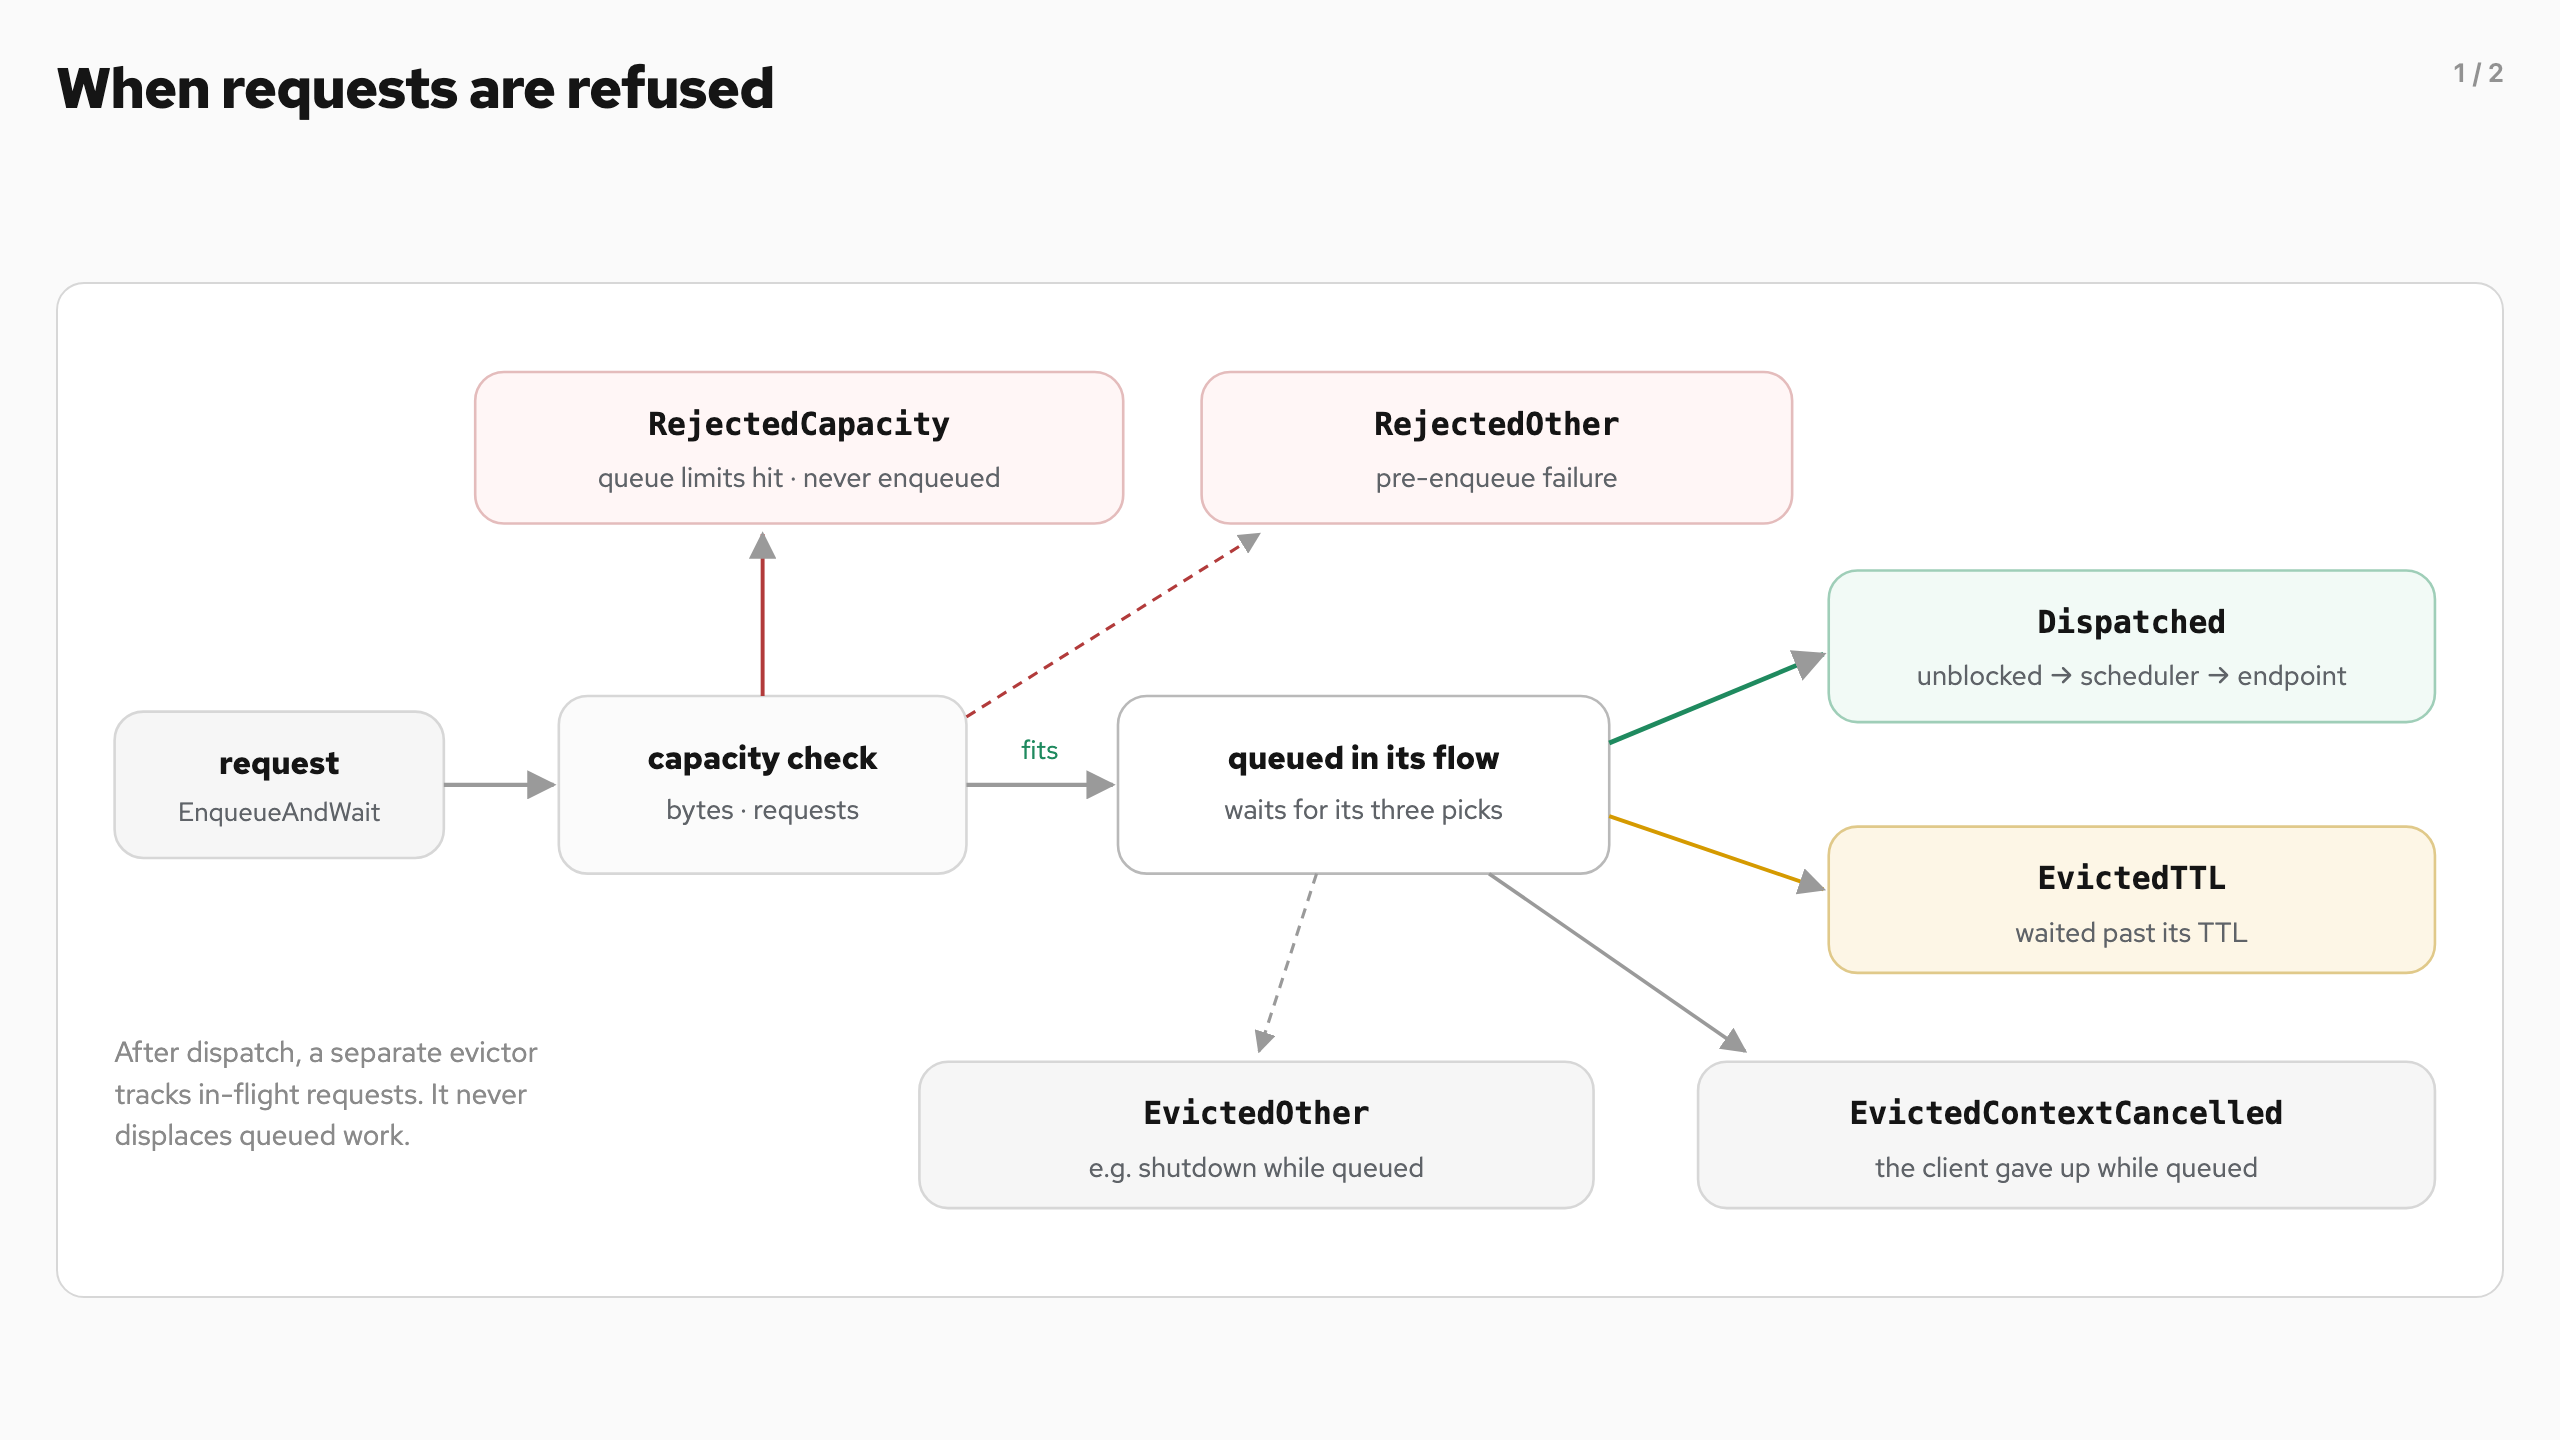 When requests are refused
1 / 2
RejectedCapacity
queue limits hit · never enqueued
RejectedOther
pre-enqueue failure
Dispatched
unblocked → scheduler → endpoint
request
EnqueueAndWait
capacity check
bytes · requests
fits
queued in its flow
waits for its three picks
EvictedTTL
waited past its TTL
After dispatch, a separate evictor
tracks in-flight requests. It never
displaces queued work.
EvictedOther
e.g. shutdown while queued
EvictedContextCancelled
the client gave up while queued